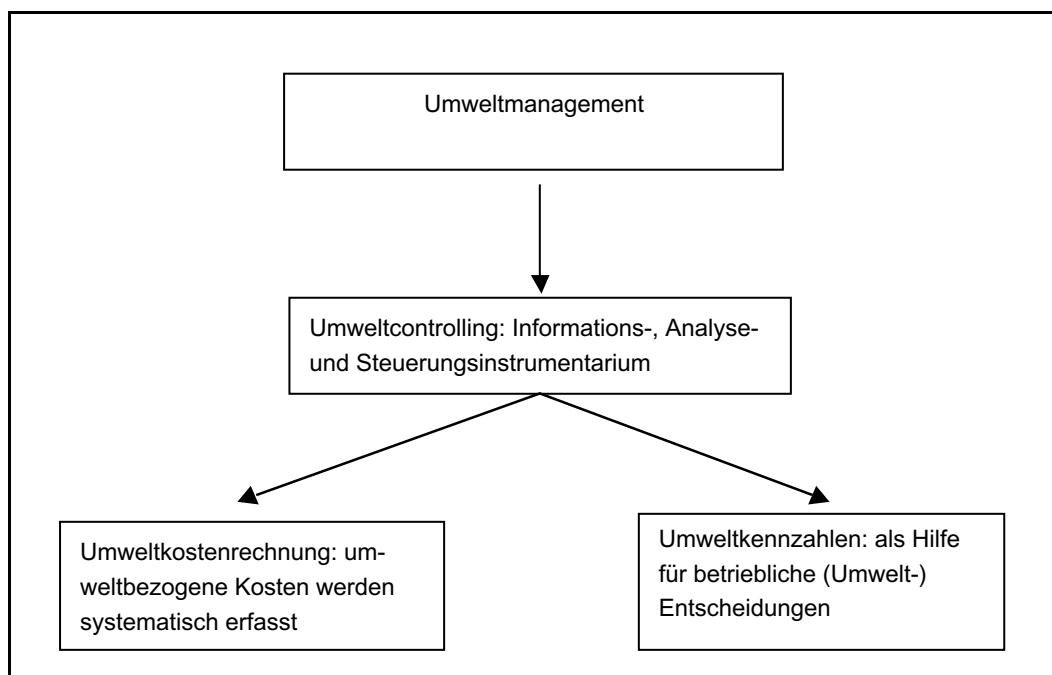 Umweltmanagement
Umweltcontrolling: Informations-, Analyse-
und Steuerungsinstrumentarium
Umweltkostenrechnung: um-
weltbezogene Kosten werden
systematisch erfasst
Umweltkennzahlen: als Hilfe
für betriebliche (Umwelt-)
Entscheidungen